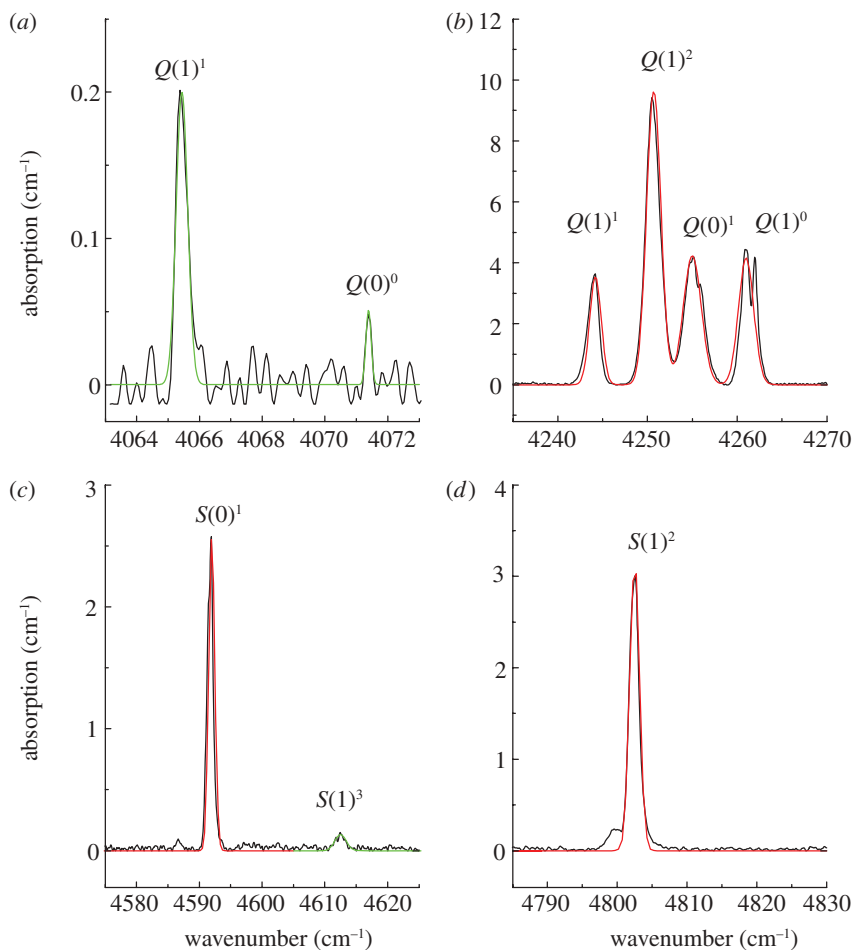 (a)
0.2
0.1
0
absorption (cm⁻¹)
Q(1)¹
Q(0)⁰
4064 4066 4068 4070 4072
(b)
12
10
8
6
4
2
0
Q(1)²
Q(1)¹
Q(0)¹
Q(1)⁰
4240 4250 4260 4270
(c)
3
2
1
0
absorption (cm⁻¹)
S(0)¹
S(1)³
4580 4590 4600 4610 4620
wavenumber (cm⁻¹)
(d)
4
3
2
1
0
S(1)²
4790 4800 4810 4820 4830
wavenumber (cm⁻¹)